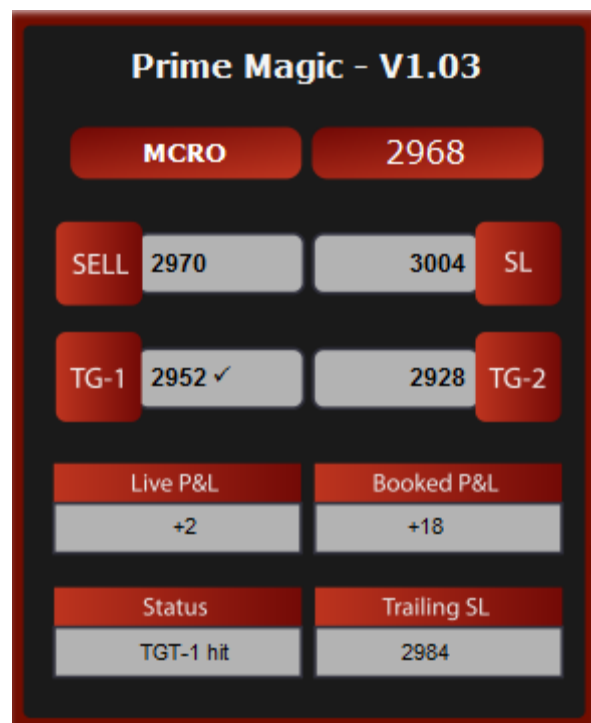 Prime Magic - V1.03
MCRO 2968
SELL 2970 3004 SL
TG-1 2952 ✓ 2928 TG-2
Live P&L Booked P&L
+2 +18
Status Trailing SL
TGT-1 hit 2984